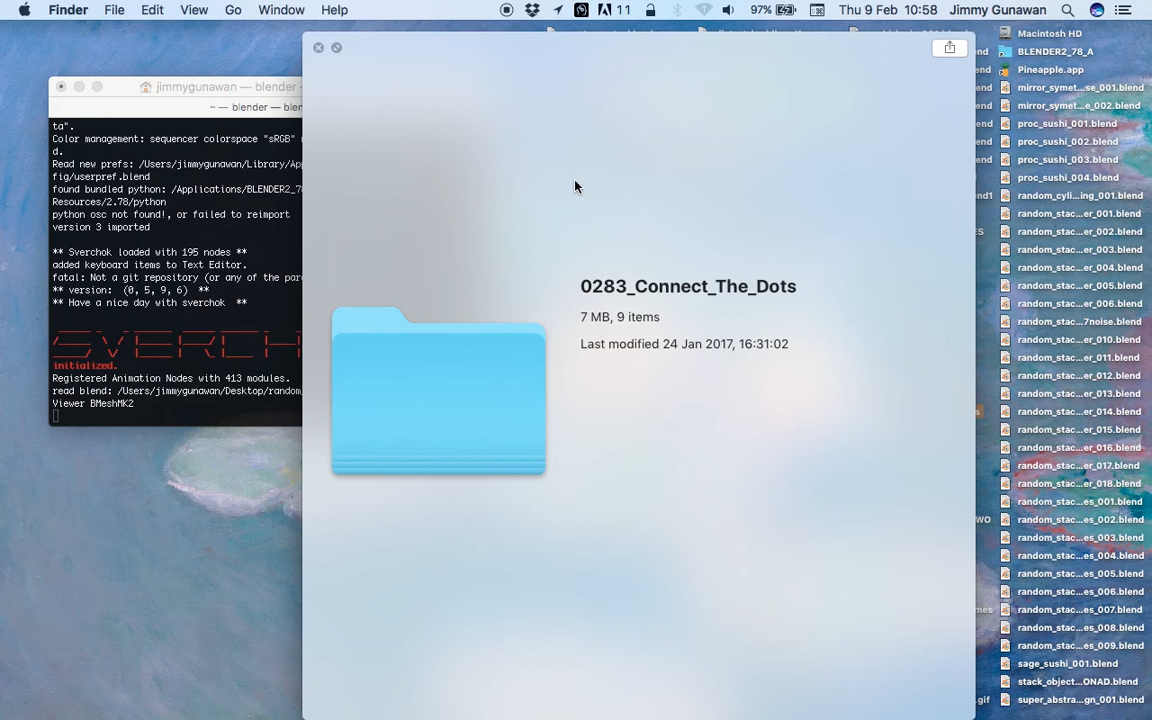 Finder File Edit View Go Window Help
11 97% Thu 9 Feb 10:58 Jimmy Gunawan
jimmygunawan — blender
~ — blender — blen
ta".
Color management: sequencer colorspace "sRGB"
d.
Read new prefs: /Users/jimmygunawan/Library/App
fig/userpref.blend
found bundled python: /Applications/BLENDER2_78
Resources/2.78/python
python osc not found!, or failed to reimport
version 3 imported
** Sverchok loaded with 195 nodes **
added keyboard items to Text Editor.
fatal: Not a git repository (or any of the par
** version: (0, 5, 9, 6) **
** Have a nice day with sverchok **
initialized.
Registered Animation Nodes with 413 modules.
read blend: /Users/jimmygunawan/Desktop/random
Viewer BMeshMK2
0283_Connect_The_Dots
7 MB, 9 items
Last modified 24 Jan 2017, 16:31:02
Macintosh HD
BLENDER2_78_A
Pineapple.app
mirror_symet...se_001.blend
mirror_symet...e_002.blend
proc_sushi_001.blend
proc_sushi_002.blend
proc_sushi_003.blend
proc_sushi_004.blend
random_cyli...ing_001.blend
random_stac...er_001.blend
random_stac...er_002.blend
random_stac...er_003.blend
random_stac...er_004.blend
random_stac...er_005.blend
random_stac...er_006.blend
random_stac...7noise.blend
random_stac...er_010.blend
random_stac...er_011.blend
random_stac...er_012.blend
random_stac...er_013.blend
random_stac...er_014.blend
random_stac...er_015.blend
random_stac...er_016.blend
random_stac...er_017.blend
random_stac...er_018.blend
random_stac...es_001.blend
random_stac...es_002.blend
random_stac...es_003.blend
random_stac...es_004.blend
random_stac...es_005.blend
random_stac...es_006.blend
random_stac...es_007.blend
random_stac...es_008.blend
random_stac...es_009.blend
sage_sushi_001.blend
stack_object...ONAD.blend
super_abstra...gn_001.blend